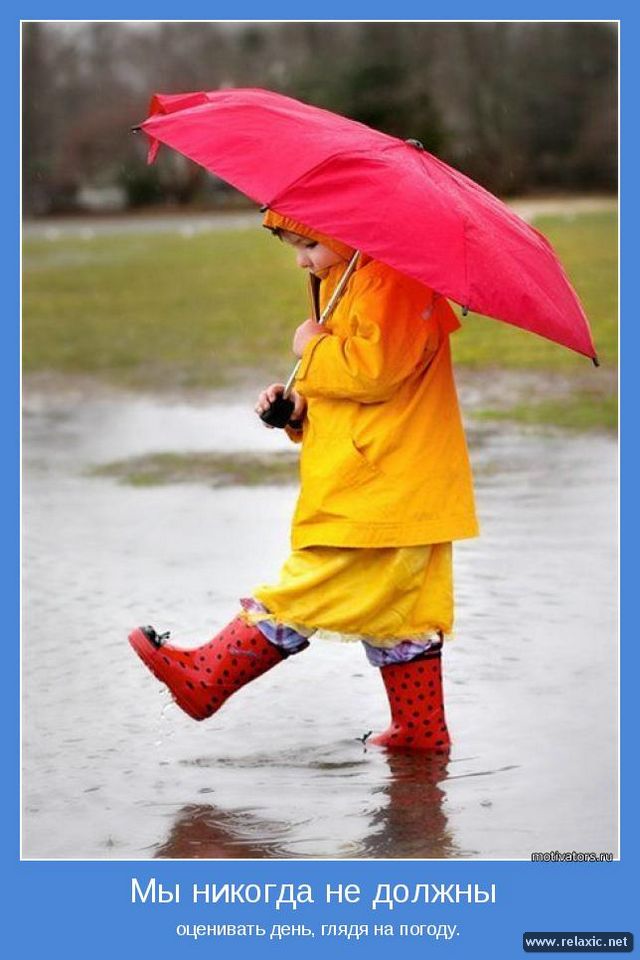 motivators.ru
Мы никогда не должны
оценивать день, глядя на погоду.
www.relaxic.net